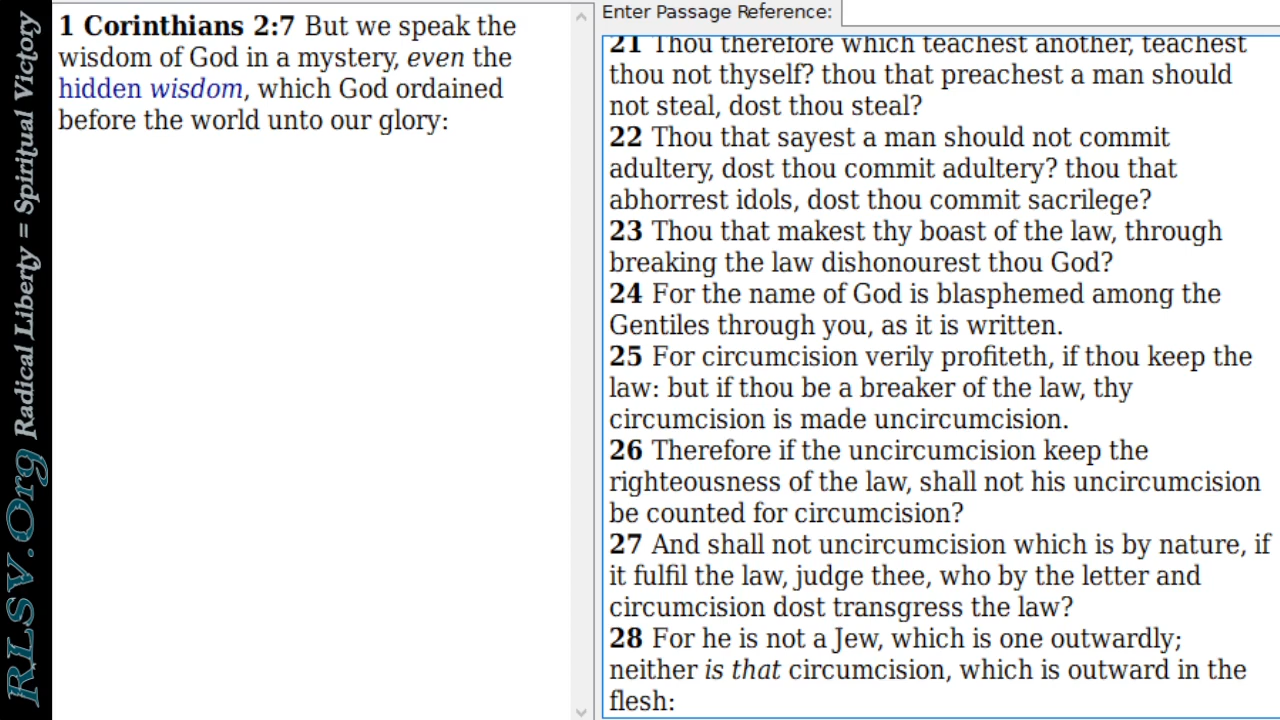 RLSV.Org Radical Liberty = Spiritual Victory
1 Corinthians 2:7 But we speak the
wisdom of God in a mystery, even the
hidden wisdom, which God ordained
before the world unto our glory:
Enter Passage Reference:
21 Thou therefore which teachest another, teachest
thou not thyself? thou that preachest a man should
not steal, dost thou steal?
22 Thou that sayest a man should not commit
adultery, dost thou commit adultery? thou that
abhorrest idols, dost thou commit sacrilege?
23 Thou that makest thy boast of the law, through
breaking the law dishonourest thou God?
24 For the name of God is blasphemed among the
Gentiles through you, as it is written.
25 For circumcision verily profiteth, if thou keep the
law: but if thou be a breaker of the law, thy
circumcision is made uncircumcision.
26 Therefore if the uncircumcision keep the
righteousness of the law, shall not his uncircumcision
be counted for circumcision?
27 And shall not uncircumcision which is by nature, if
it fulfil the law, judge thee, who by the letter and
circumcision dost transgress the law?
28 For he is not a Jew, which is one outwardly;
neither is that circumcision, which is outward in the
flesh: